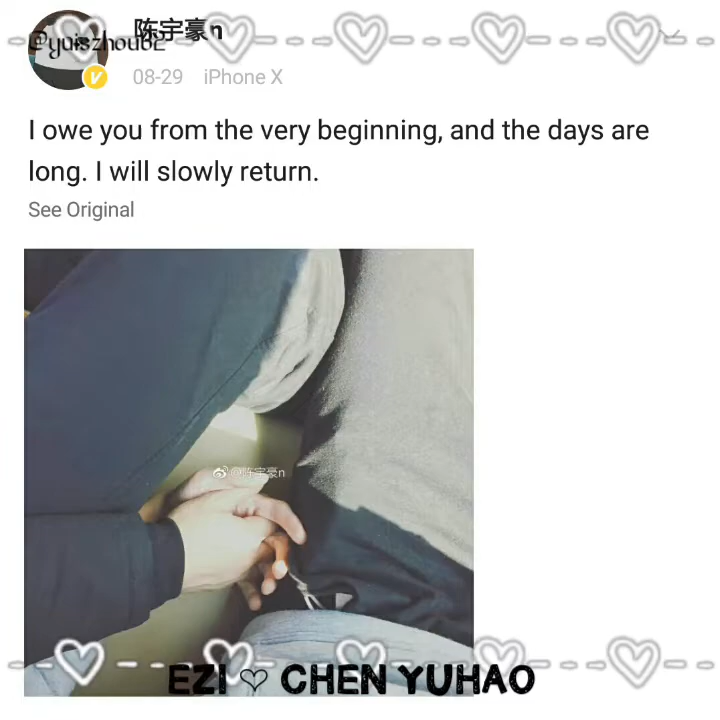 陈宇豪n
@yuiszhou62
08-29 iPhone X
I owe you from the very beginning, and the days are
long. I will slowly return.
See Original
@陈宇豪n
EZI ♡ CHEN YUHAO